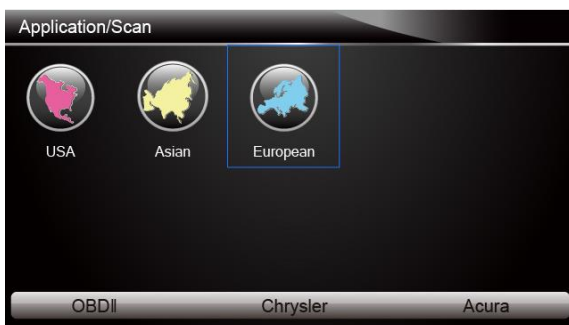 Application/Scan
USA Asian European
OBDⅡ Chrysler Acura